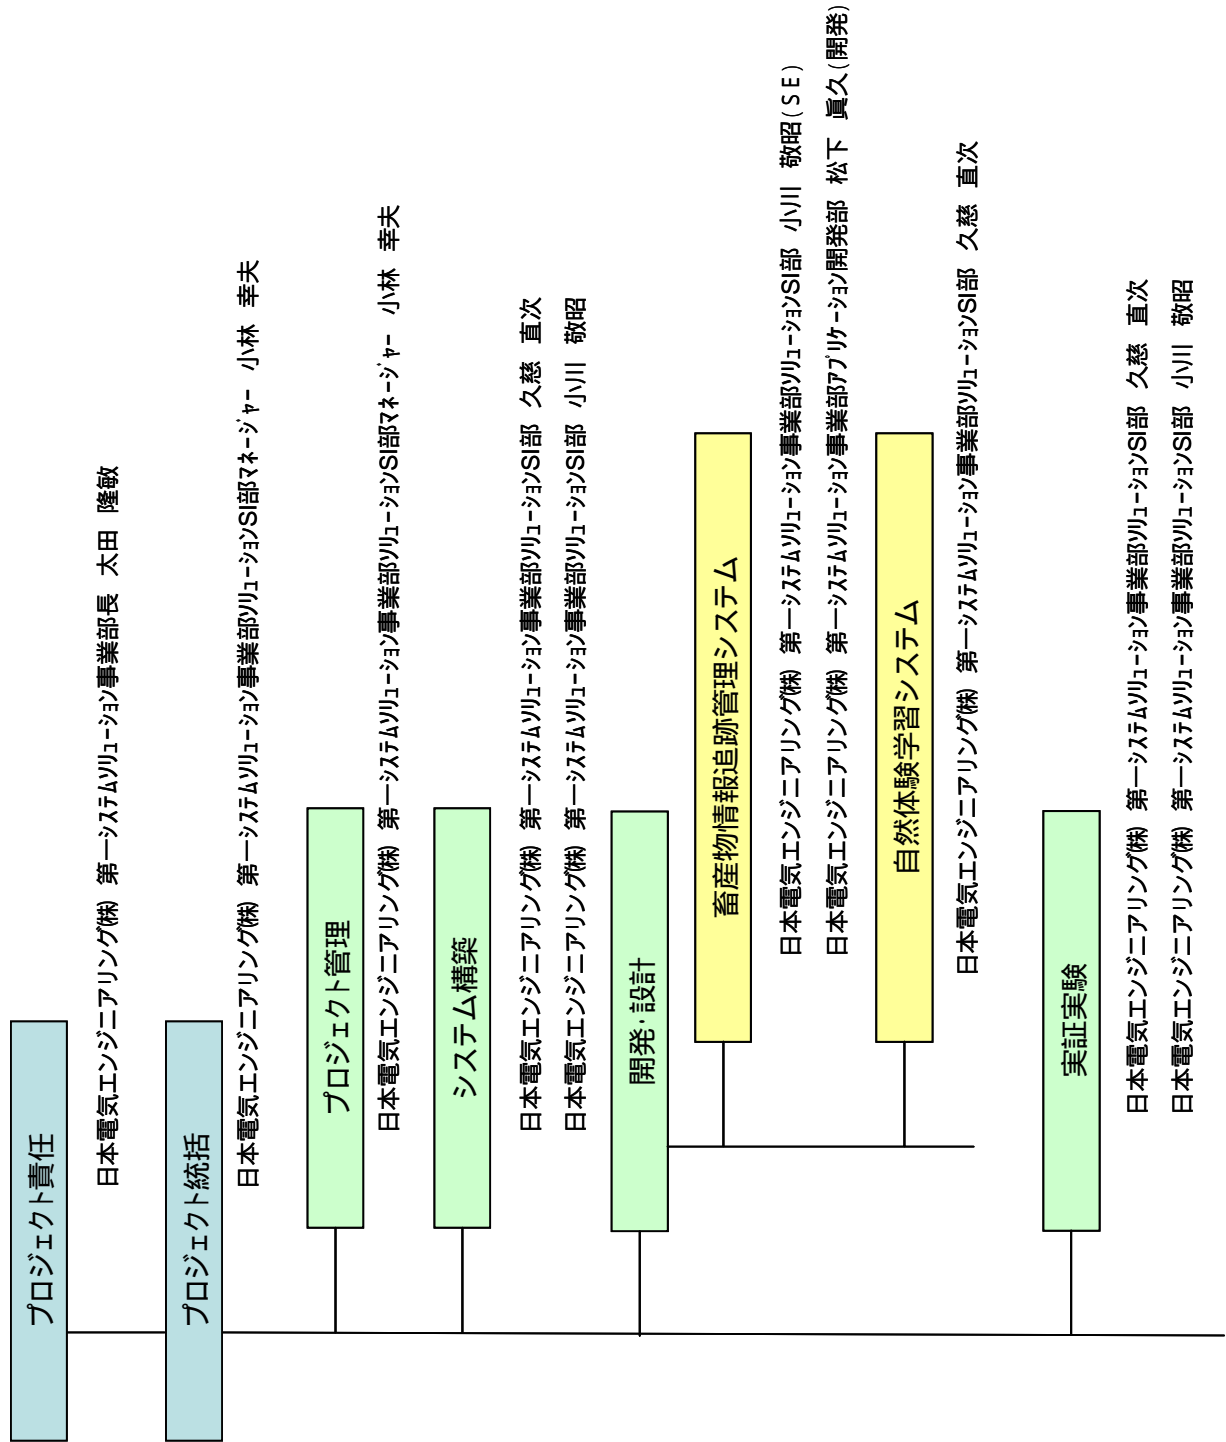 プロジェクト責任
日本電気エンジニアリング㈱ 第一システムソリューション事業部長 太田 隆敏
プロジェクト統括
日本電気エンジニアリング㈱ 第一システムソリューション事業部ソリューションSI部マネージャー 小林 幸夫
プロジェクト管理
日本電気エンジニアリング㈱ 第一システムソリューション事業部ソリューションSI部マネージャー 小林 幸夫
システム構築
日本電気エンジニアリング㈱ 第一システムソリューション事業部ソリューションSI部 久慈 直次
日本電気エンジニアリング㈱ 第一システムソリューション事業部ソリューションSI部 小川 敬昭
開発・設計
畜産物情報追跡管理システム
日本電気エンジニアリング㈱ 第一システムソリューション事業部ソリューションSI部 小川 敬昭(SE)
日本電気エンジニアリング㈱ 第一システムソリューション事業部アプリケーション開発部 松下 眞久(開発)
自然体験学習システム
日本電気エンジニアリング㈱ 第一システムソリューション事業部ソリューションSI部 久慈 直次
実証実験
日本電気エンジニアリング㈱ 第一システムソリューション事業部ソリューションSI部 久慈 直次
日本電気エンジニアリング㈱ 第一システムソリューション事業部ソリューションSI部 小川 敬昭